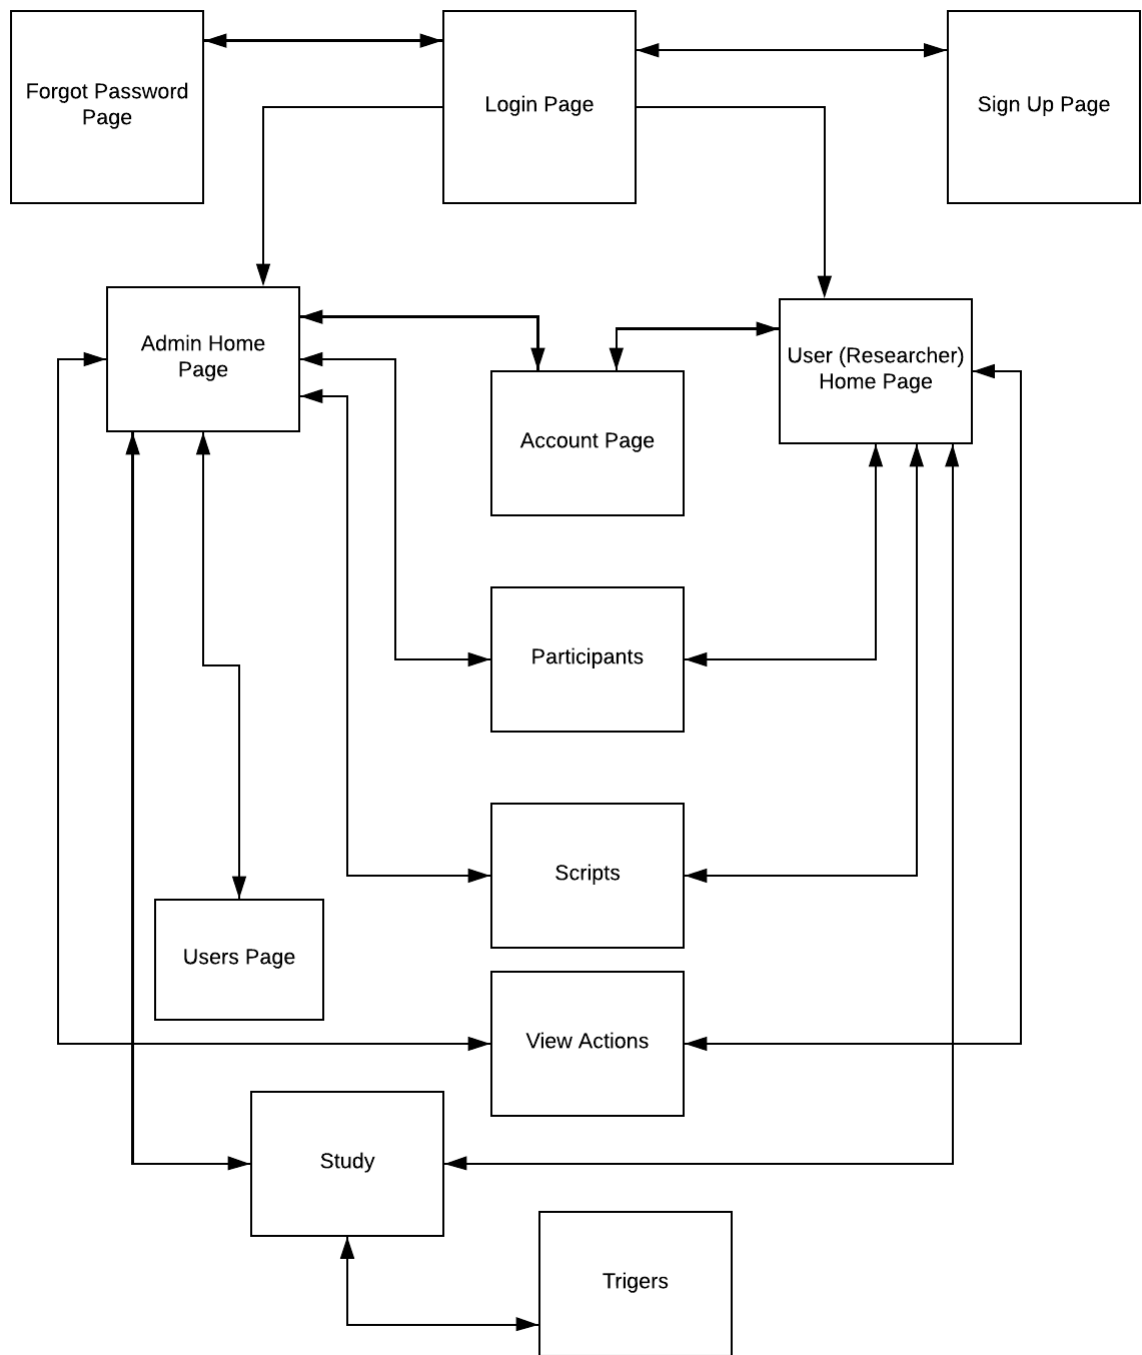 Forgot Password
Page
Login Page
Sign Up Page
Admin Home
Page
User (Researcher)
Home Page
Account Page
Participants
Scripts
Users Page
View Actions
Study
Trigers